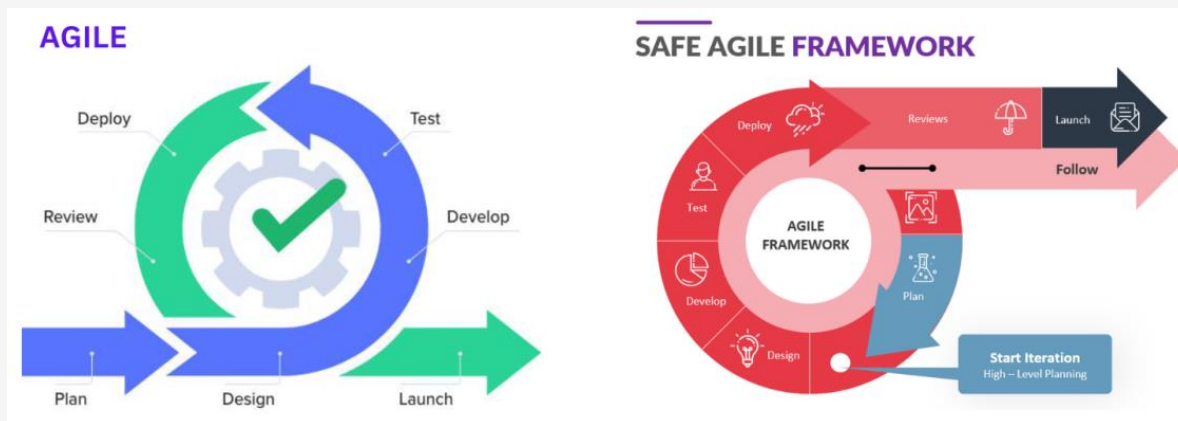 AGILE
Deploy
Test
Review
Develop
Plan
Design
Launch
SAFE AGILE FRAMEWORK
Deploy
Reviews
Launch
Follow
Test
AGILE
FRAMEWORK
Develop
Plan
Design
Start Iteration
High – Level Planning